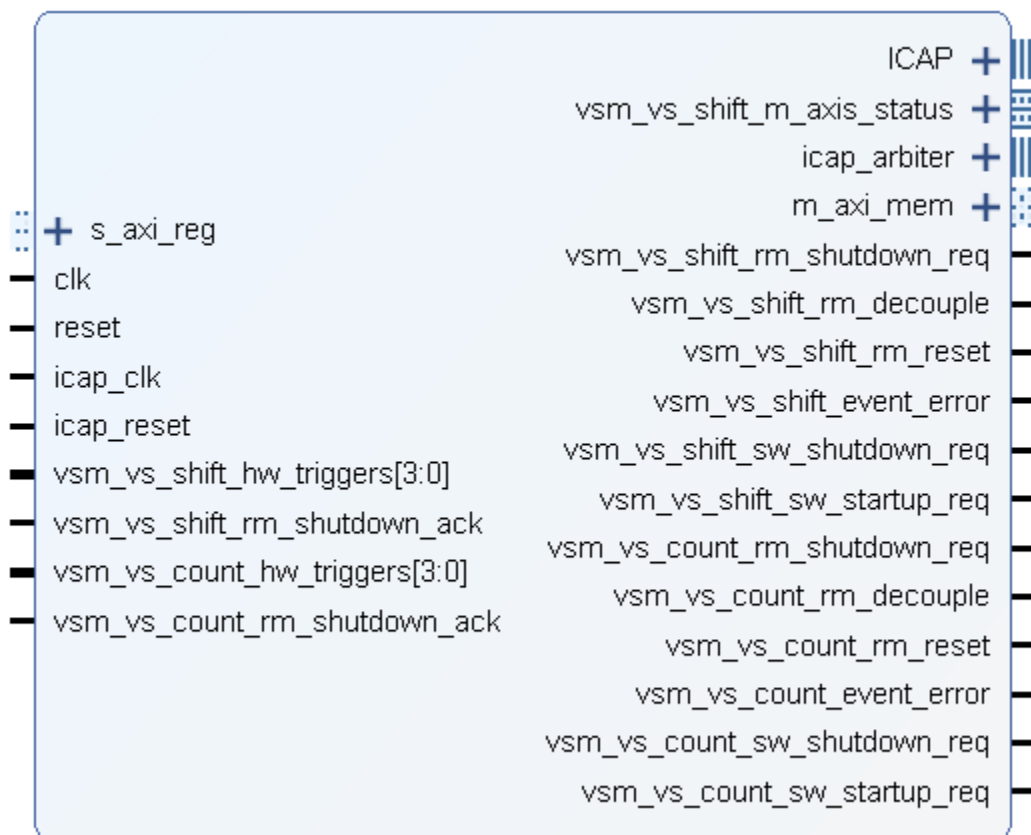 s_axi_reg
clk
reset
icap_clk
icap_reset
vsm_vs_shift_hw_triggers[3:0]
vsm_vs_shift_rm_shutdown_ack
vsm_vs_count_hw_triggers[3:0]
vsm_vs_count_rm_shutdown_ack
ICAP
vsm_vs_shift_m_axis_status
icap_arbiter
m_axi_mem
vsm_vs_shift_rm_shutdown_req
vsm_vs_shift_rm_decouple
vsm_vs_shift_rm_reset
vsm_vs_shift_event_error
vsm_vs_shift_sw_shutdown_req
vsm_vs_shift_sw_startup_req
vsm_vs_count_rm_shutdown_req
vsm_vs_count_rm_decouple
vsm_vs_count_rm_reset
vsm_vs_count_event_error
vsm_vs_count_sw_shutdown_req
vsm_vs_count_sw_startup_req